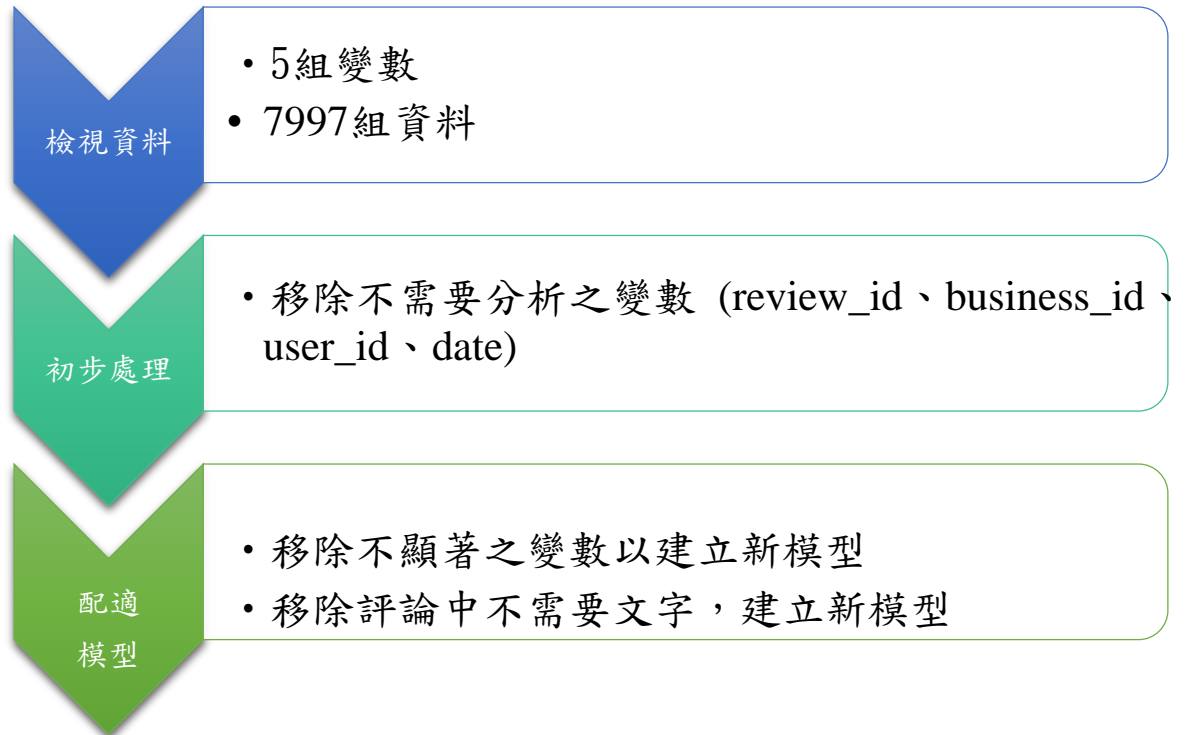 檢視資料
•5組變數
•7997組資料
初步處理
•移除不需要分析之變數 (review_id、business_id、
user_id、date)
配適
模型
•移除不顯著之變數以建立新模型
•移除評論中不需要文字，建立新模型